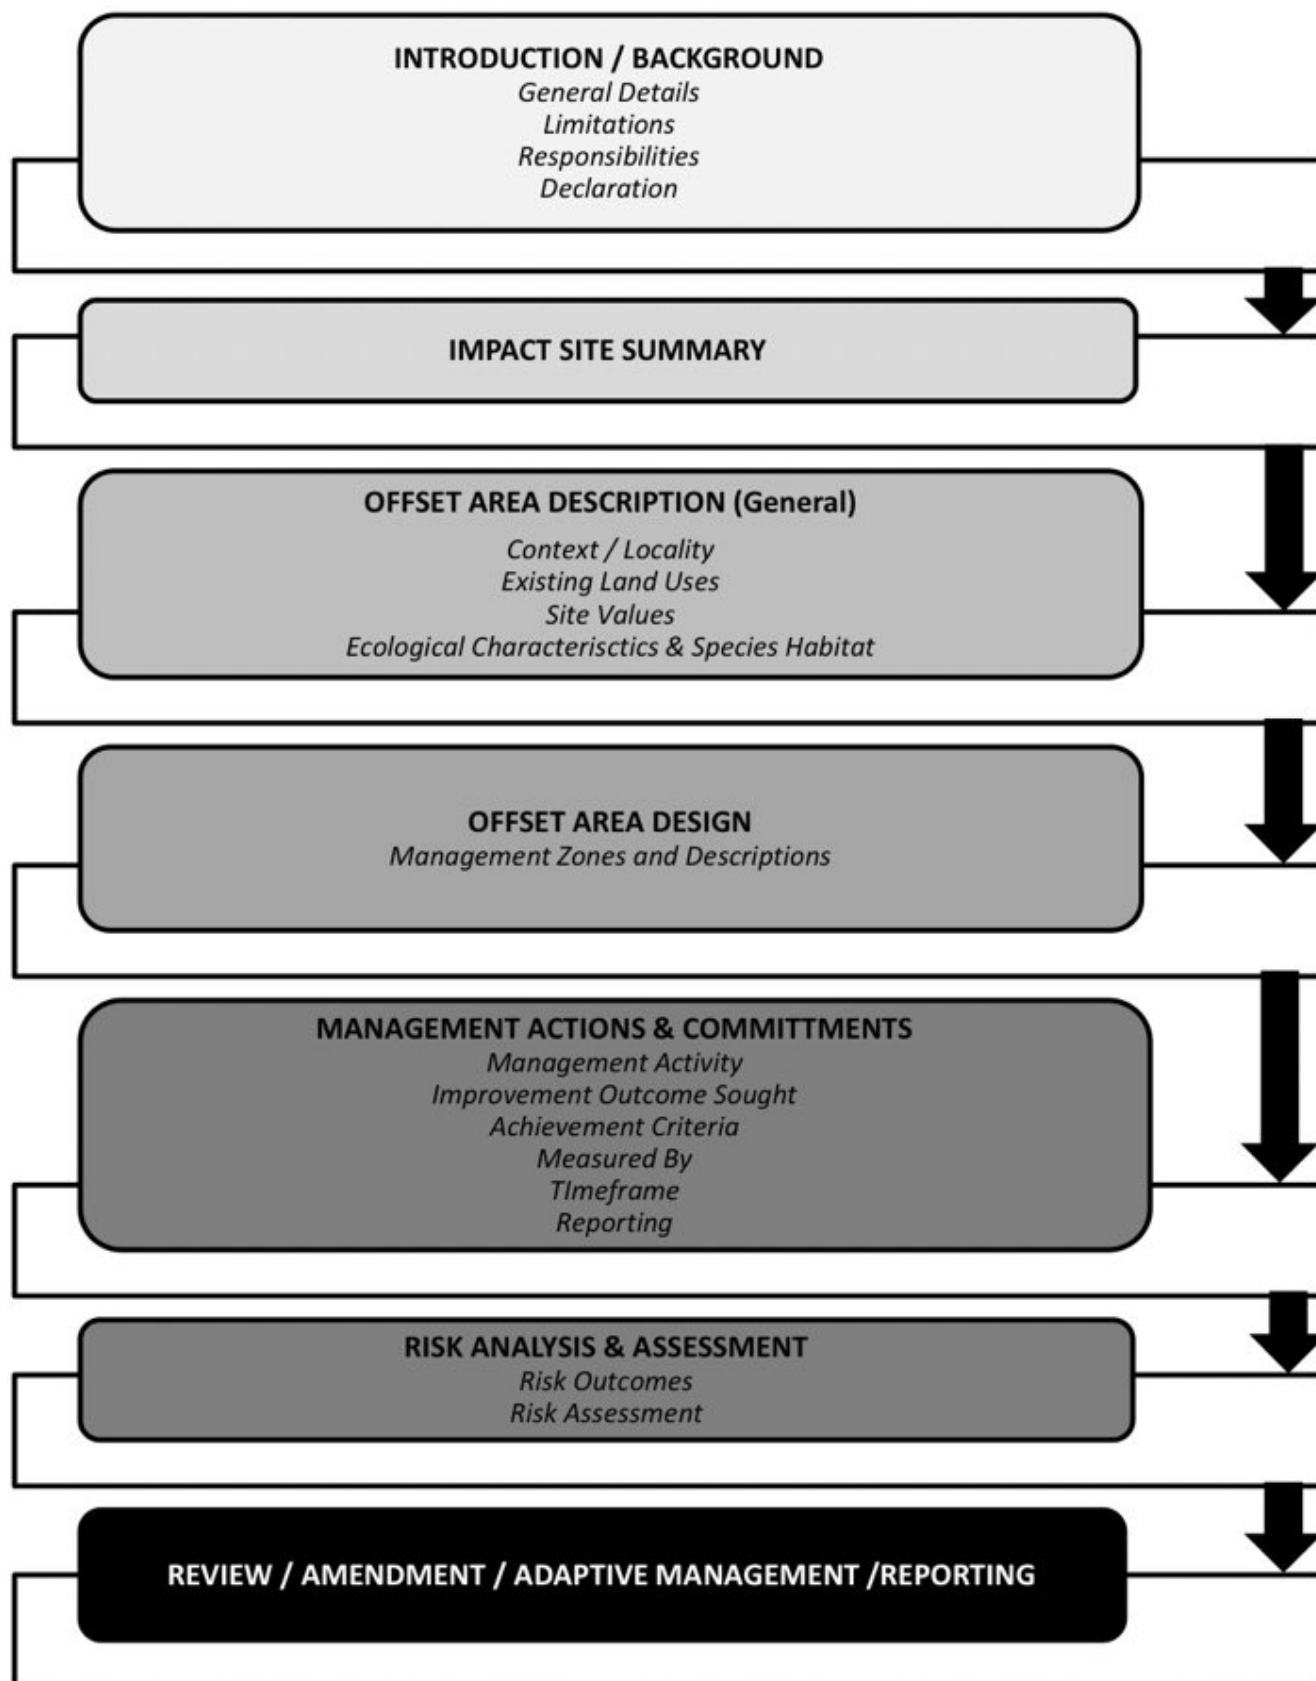 INTRODUCTION / BACKGROUND
General Details
Limitations
Responsibilities
Declaration
IMPACT SITE SUMMARY
OFFSET AREA DESCRIPTION (General)
Context / Locality
Existing Land Uses
Site Values
Ecological Characterisctics & Species Habitat
OFFSET AREA DESIGN
Management Zones and Descriptions
MANAGEMENT ACTIONS & COMMITTMENTS
Management Activity
Improvement Outcome Sought
Achievement Criteria
Measured By
TImeframe
Reporting
RISK ANALYSIS & ASSESSMENT
Risk Outcomes
Risk Assessment
REVIEW / AMENDMENT / ADAPTIVE MANAGEMENT /REPORTING